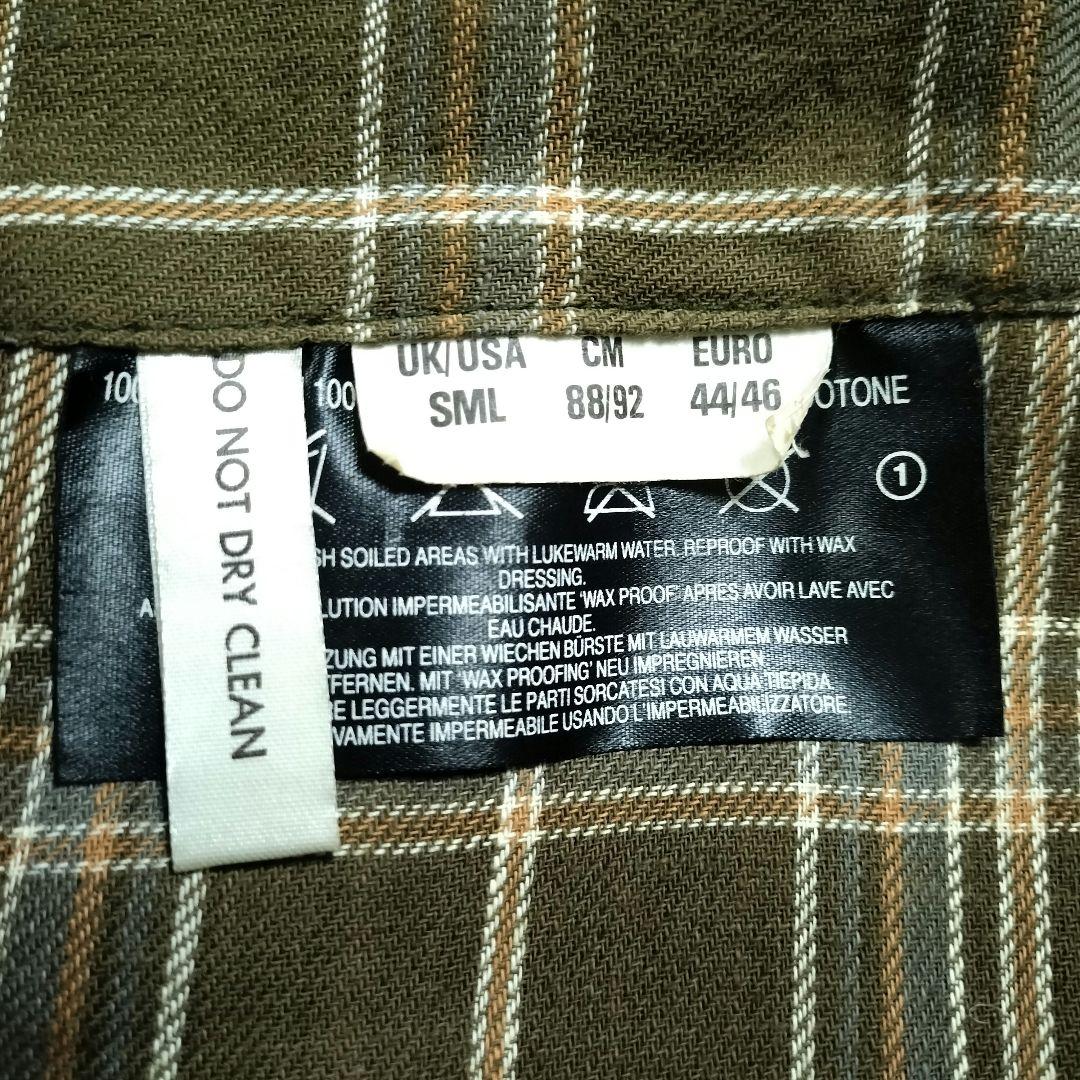 UK/USA CM EURO
SML 88/92 44/46
100 100 OTONE
1
DO NOT DRY CLEAN
SH SOILED AREAS WITH LUKEWARM WATER. REPROOF WITH WAX
DRESSING.
A LUTION IMPERMEABILISANTE 'WAX PROOF' APRES AVOIR LAVE AVEC
EAU CHAUDE.
ZUNG MIT EINER WIECHEN BÜRSTE MIT LAUWARMEM WASSER
FERNEN. MIT 'WAX PROOFING' NEU IMPREGNIEREN.
RE LEGGERMENTE LE PARTI SORCATESI CON AQUA TIEPIDA
VAMENTE IMPERMEABILE USANDO L'IMPERMEABILIZZATORE